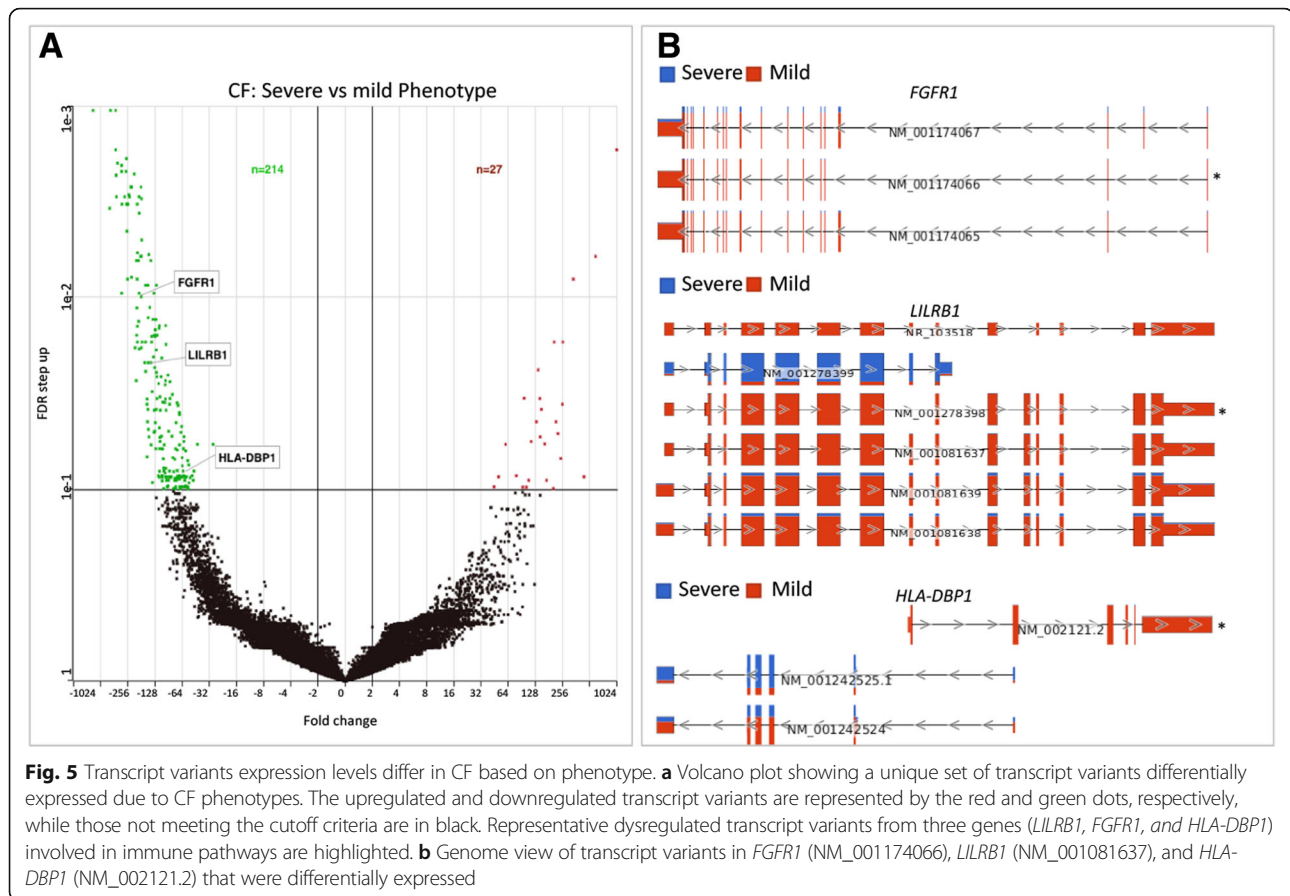 A
CF: Severe vs mild Phenotype
1e-3
n=214
n=27
FGFR1
1e-2
LILRB1
FDR step up
HLA-DBP1
1e-1
1
-1024 -256 -128 -64 -32 -16 -8 -4 -2 0 2 4 8 16 32 64 128 256 1024
Fold change
B
Severe Mild
FGFR1
NM_001174067
NM_001174066 *
NM_001174065
Severe Mild
LILRB1
NR_103518
NM_001278399
NM_001278398 *
NM_001081637
NM_001081639
NM_001081638
Severe Mild
HLA-DBP1
NM_002121.2 *
NM_001242525.1
NM_001242524
Fig. 5 Transcript variants expression levels differ in CF based on phenotype. a Volcano plot showing a unique set of transcript variants differentially
expressed due to CF phenotypes. The upregulated and downregulated transcript variants are represented by the red and green dots, respectively,
while those not meeting the cutoff criteria are in black. Representative dysregulated transcript variants from three genes (LILRB1, FGFR1, and HLA-DBP1)
involved in immune pathways are highlighted. b Genome view of transcript variants in FGFR1 (NM_001174066), LILRB1 (NM_001081637), and HLA-
DBP1 (NM_002121.2) that were differentially expressed